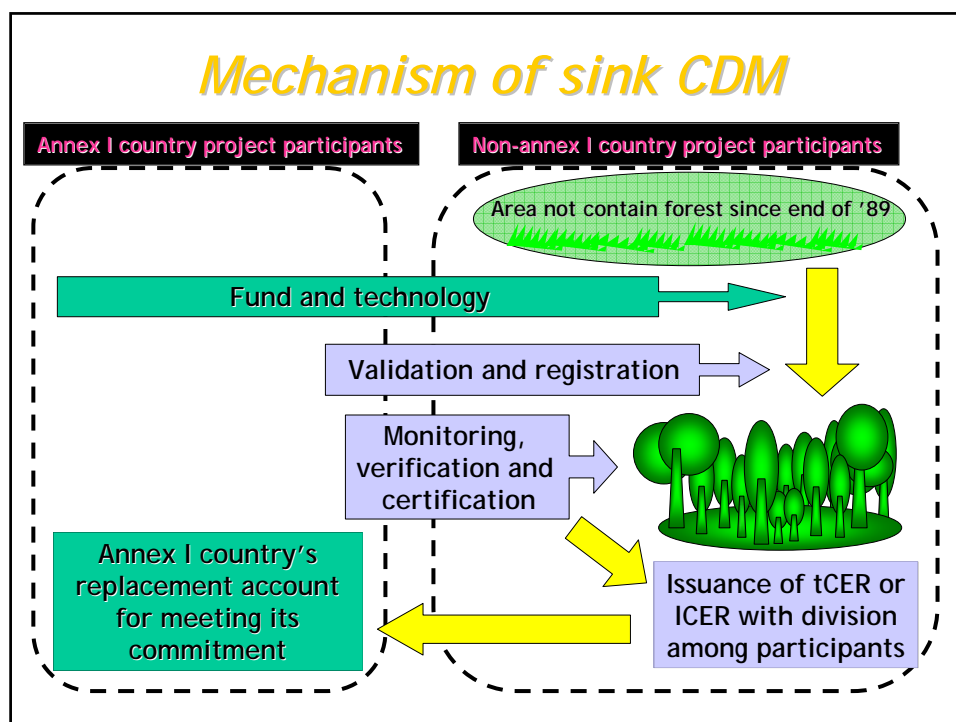 Mechanism of sink CDM
Annex I country project participants
Non-annex I country project participants
Area not contain forest since end of '89
Fund and technology
Validation and registration
Monitoring,
verification and
certification
Annex I country's
replacement account
for meeting its
commitment
Issuance of tCER or
lCER with division
among participants